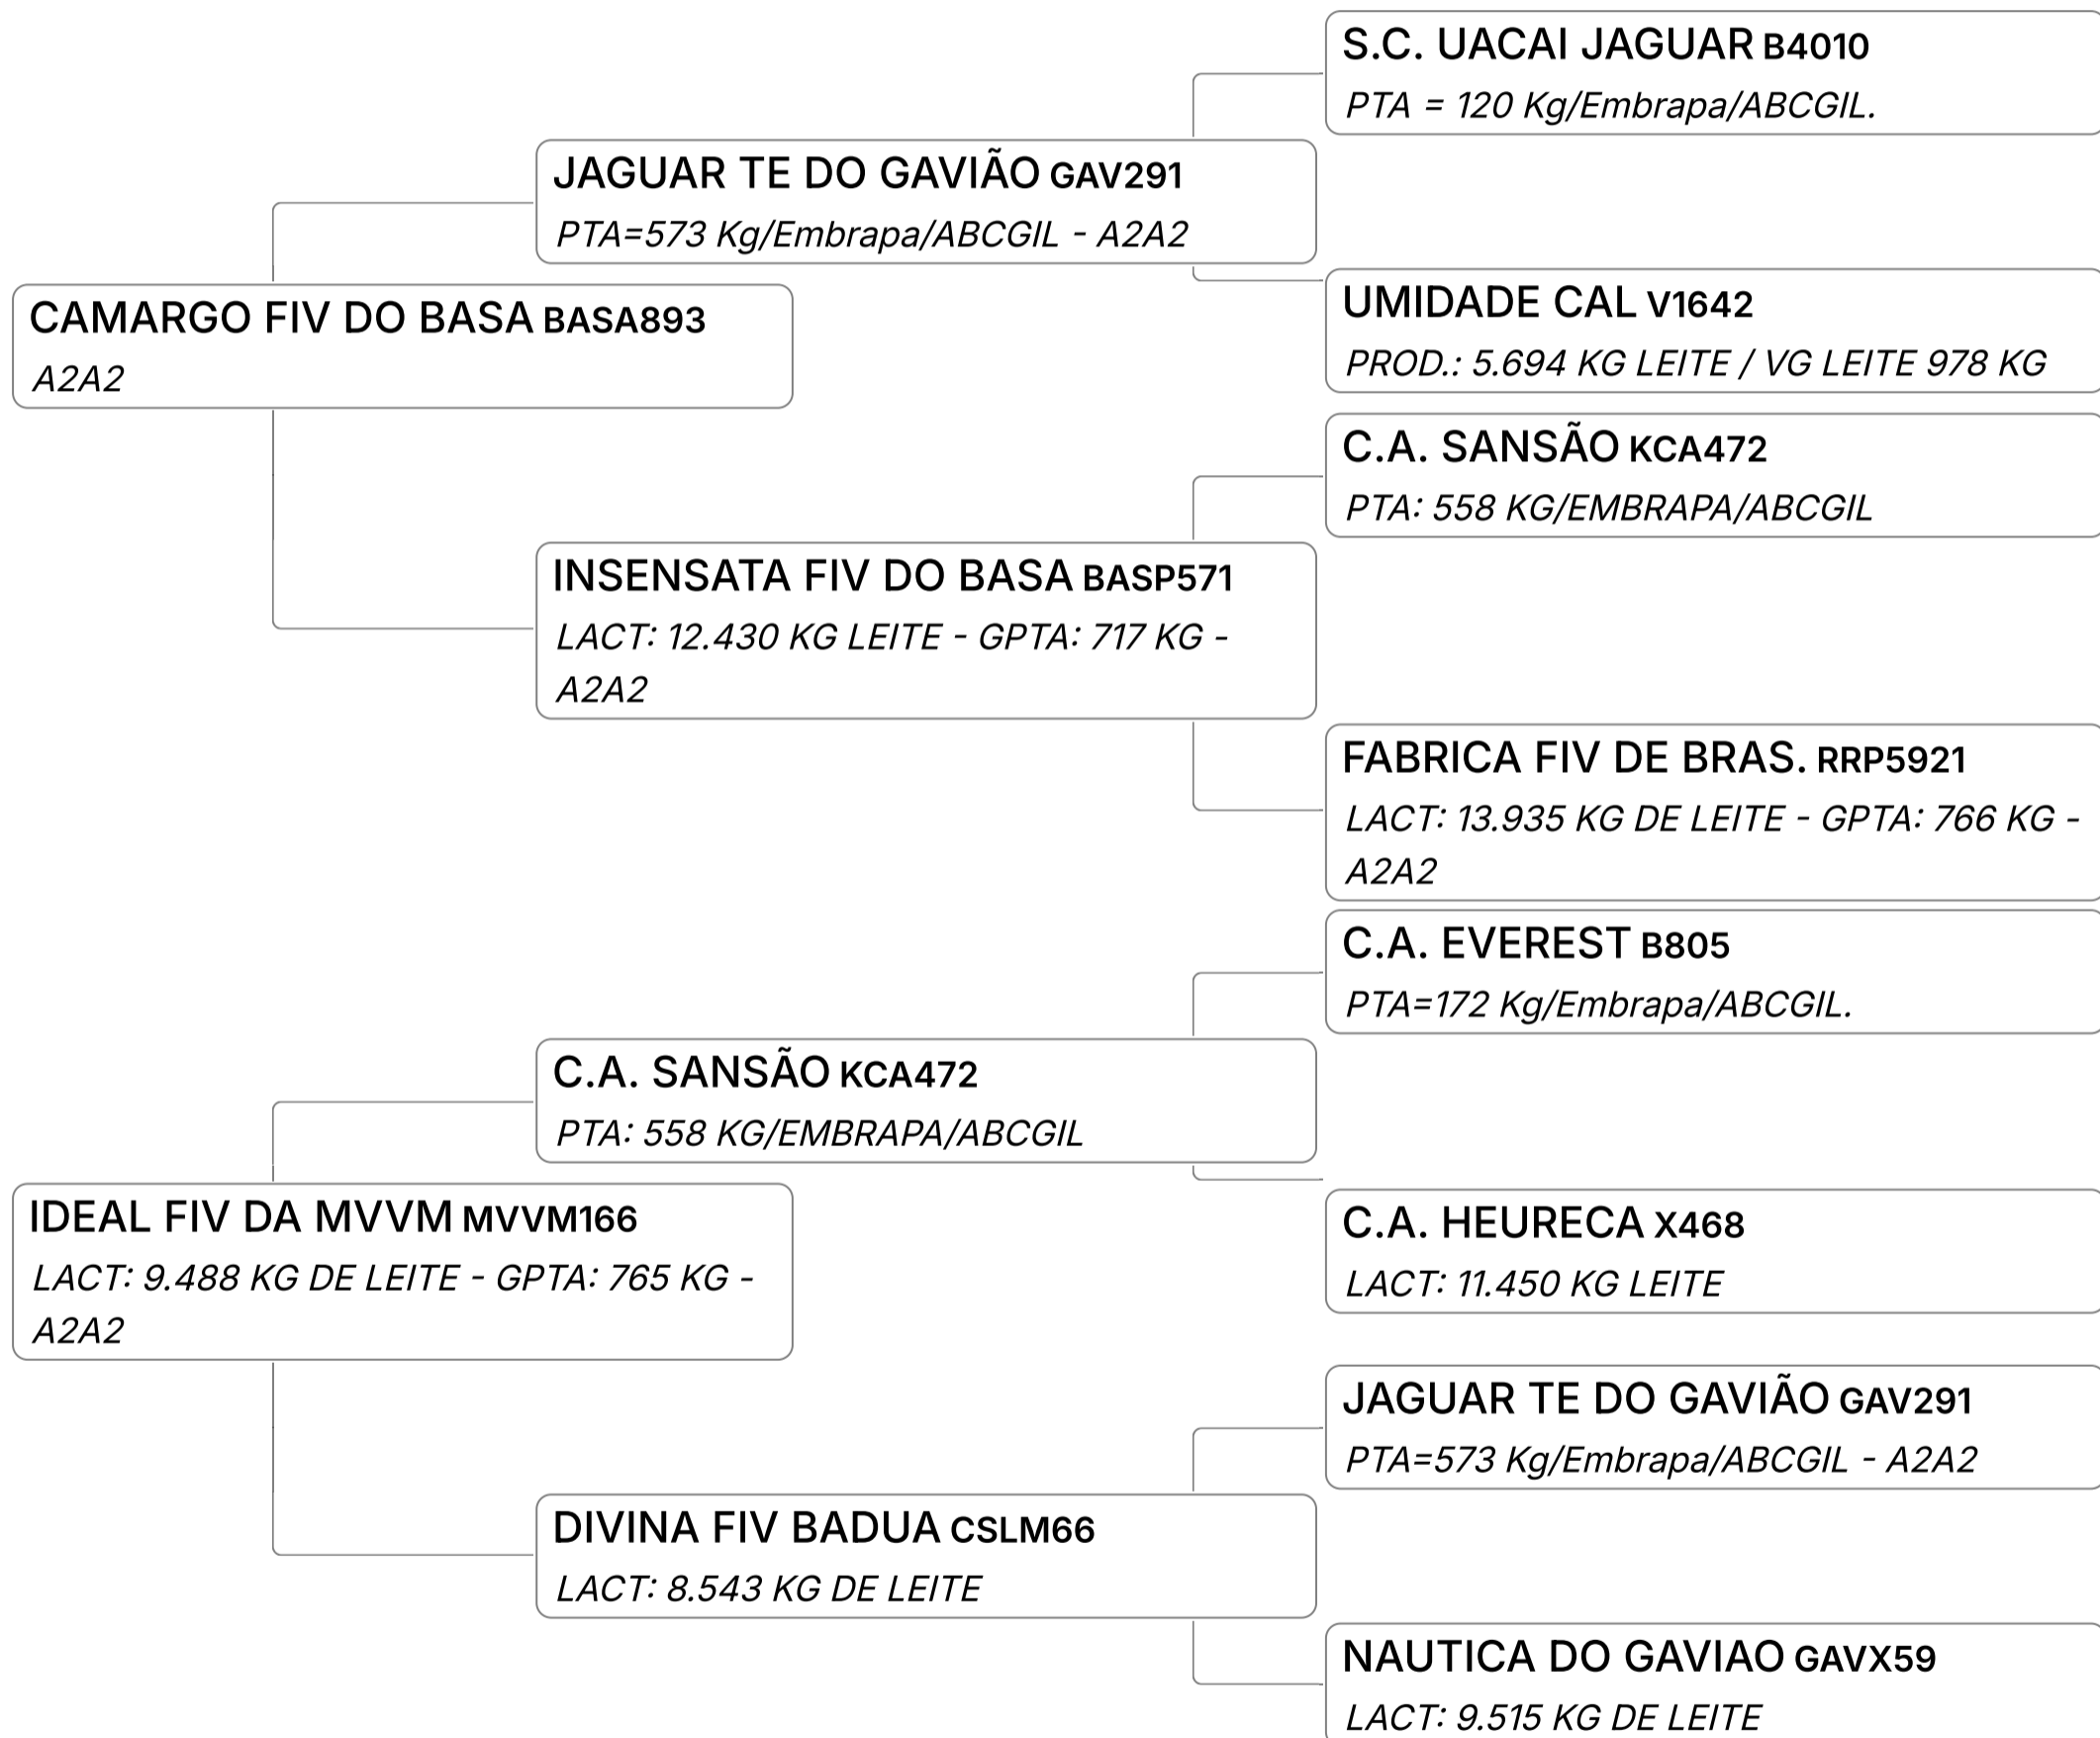 S.C. UACAI JAGUAR B4010
PTA = 120 Kg/Embrapa/ABCGIL.
JAGUAR TE DO GAVIÃO GAV291
PTA=573 Kg/Embrapa/ABCGIL - A2A2
UMIDADE CAL V1642
PROD.: 5.694 KG LEITE / VG LEITE 978 KG
CAMARGO FIV DO BASA BASA893
A2A2
C.A. SANSÃO KCA472
PTA: 558 KG/EMBRAPA/ABCGIL
INSENSATA FIV DO BASA BASP571
LACT: 12.430 KG LEITE - GPTA: 717 KG -
A2A2
FABRICA FIV DE BRAS. RRP5921
LACT: 13.935 KG DE LEITE - GPTA: 766 KG -
A2A2
C.A. EVEREST B805
PTA=172 Kg/Embrapa/ABCGIL.
C.A. SANSÃO KCA472
PTA: 558 KG/EMBRAPA/ABCGIL
C.A. HEURECA X468
LACT: 11.450 KG LEITE
IDEAL FIV DA MVVM MVVM166
LACT: 9.488 KG DE LEITE - GPTA: 765 KG -
A2A2
JAGUAR TE DO GAVIÃO GAV291
PTA=573 Kg/Embrapa/ABCGIL - A2A2
DIVINA FIV BADUA CSLM66
LACT: 8.543 KG DE LEITE
NAUTICA DO GAVIAO GAVX59
LACT: 9.515 KG DE LEITE